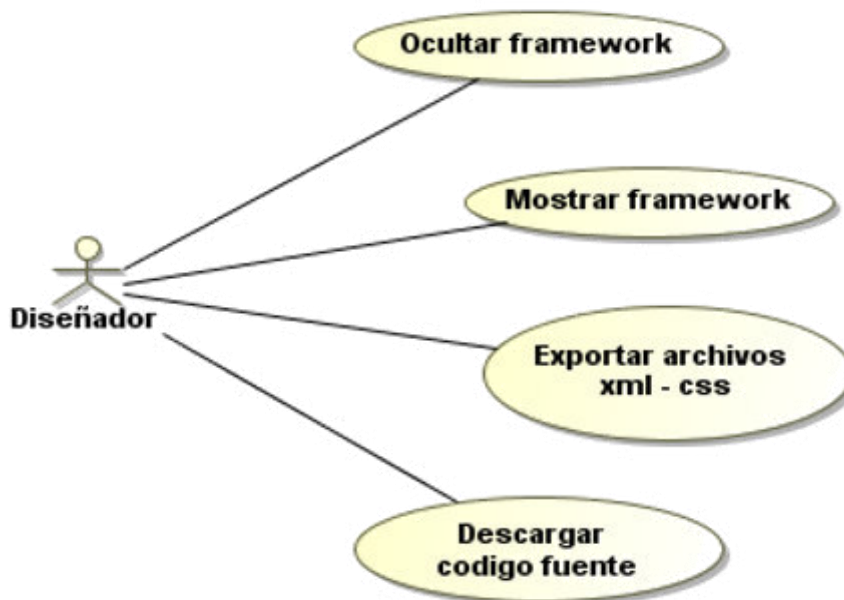 Ocultar framework
Mostrar framework
Diseñador
Exportar archivos
xml - css
Descargar
codigo fuente